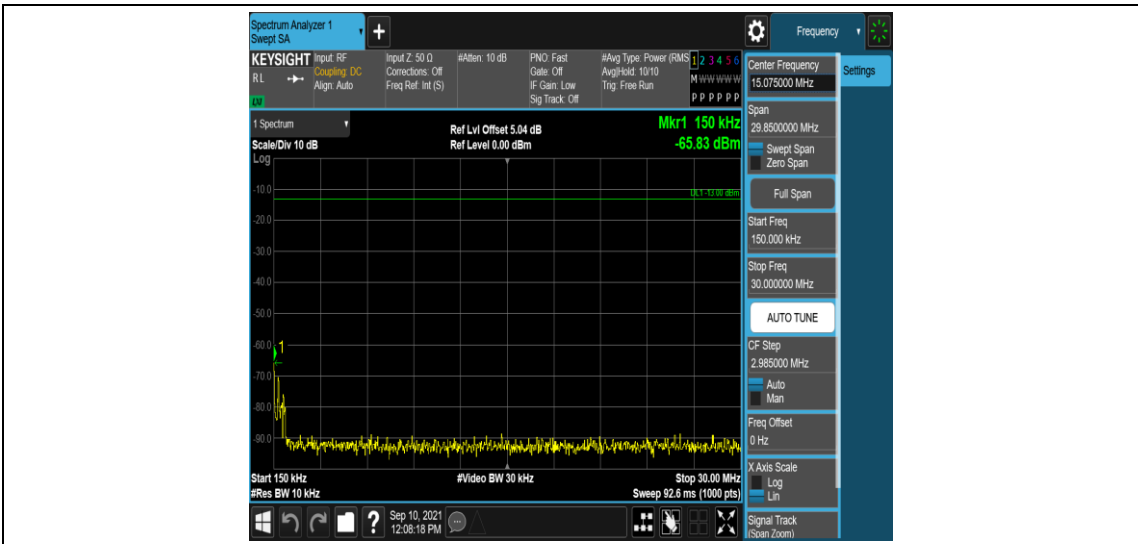 Spectrum Analyzer 1
Swept SA
+
Frequency
KEYSIGHT
RL
LXI
Input: RF
Coupling: DC
Align: Auto
Input Z: 50 Ω
Corrections: Off
Freq Ref: Int (S)
#Atten: 10 dB
PNO: Fast
Gate: Off
IF Gain: Low
Sig Track: Off
#Avg Type: Power (RMS
Avg|Hold: 10/10
Trig: Free Run
1 2 3 4 5 6
M W W W W W
P P P P P P
1 Spectrum
Scale/Div 10 dB
Log
Ref Lvl Offset 5.04 dB
Ref Level 0.00 dBm
Mkr1 150 kHz
-65.83 dBm
DL1 -13.00 dBm
-10.0
-20.0
-30.0
-40.0
-50.0
-60.0
-70.0
-80.0
-90.0
1
Start 150 kHz
#Res BW 10 kHz
#Video BW 30 kHz
Stop 30.00 MHz
Sweep 92.6 ms (1000 pts)
?
Sep 10, 2021
12:08:18 PM
Center Frequency
15.075000 MHz
Span
29.8500000 MHz
Swept Span
Zero Span
Full Span
Start Freq
150.000 kHz
Stop Freq
30.000000 MHz
AUTO TUNE
CF Step
2.985000 MHz
Auto
Man
Freq Offset
0 Hz
X Axis Scale
Log
Lin
Signal Track
(Span Zoom)
Settings